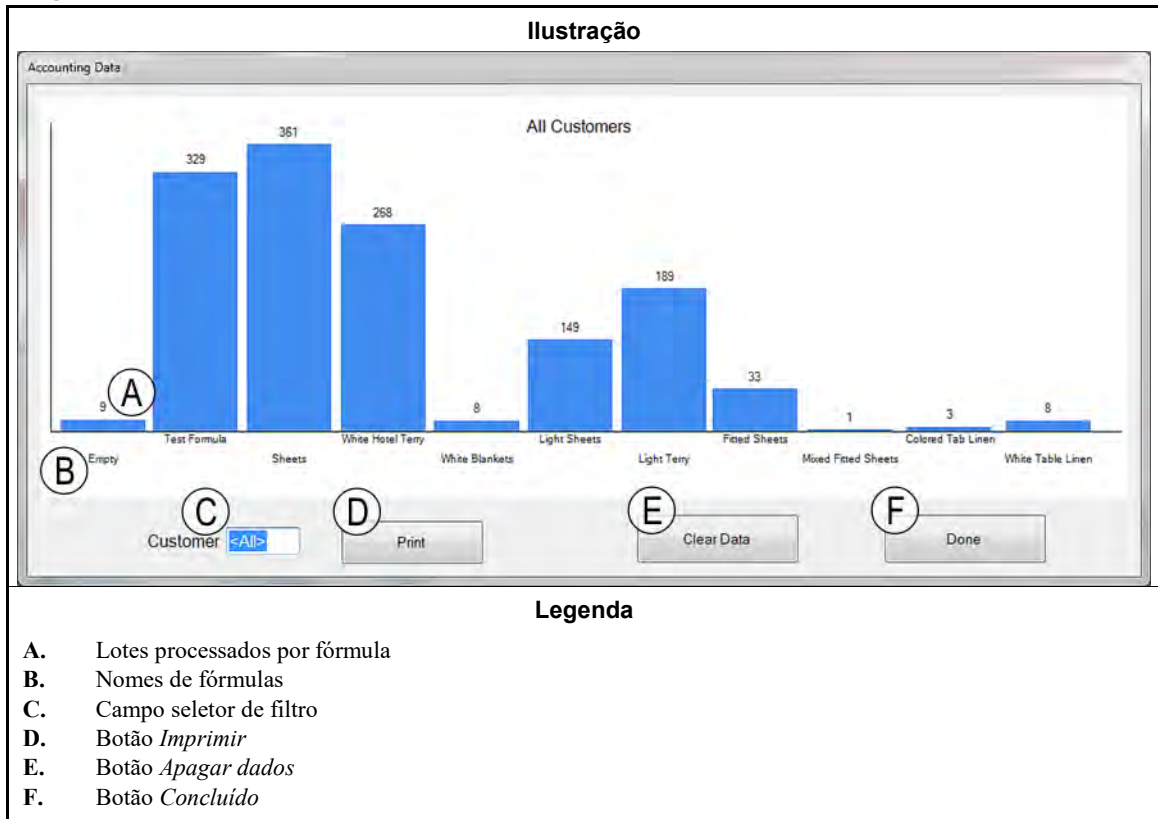 Ilustração
Accounting Data
All Customers
361
329
268
189
149
33
9 A
8
1
3
8
Test Formula White Hotel Terry Light Sheets Fitted Sheets Colored Tab Linen
B Empty Sheets White Blankets Light Terry Mixed Fitted Sheets White Table Linen
C D E F
Customer <All> Print Clear Data Done
Legenda
A. Lotes processados por fórmula
B. Nomes de fórmulas
C. Campo seletor de filtro
D. Botão Imprimir
E. Botão Apagar dados
F. Botão Concluído